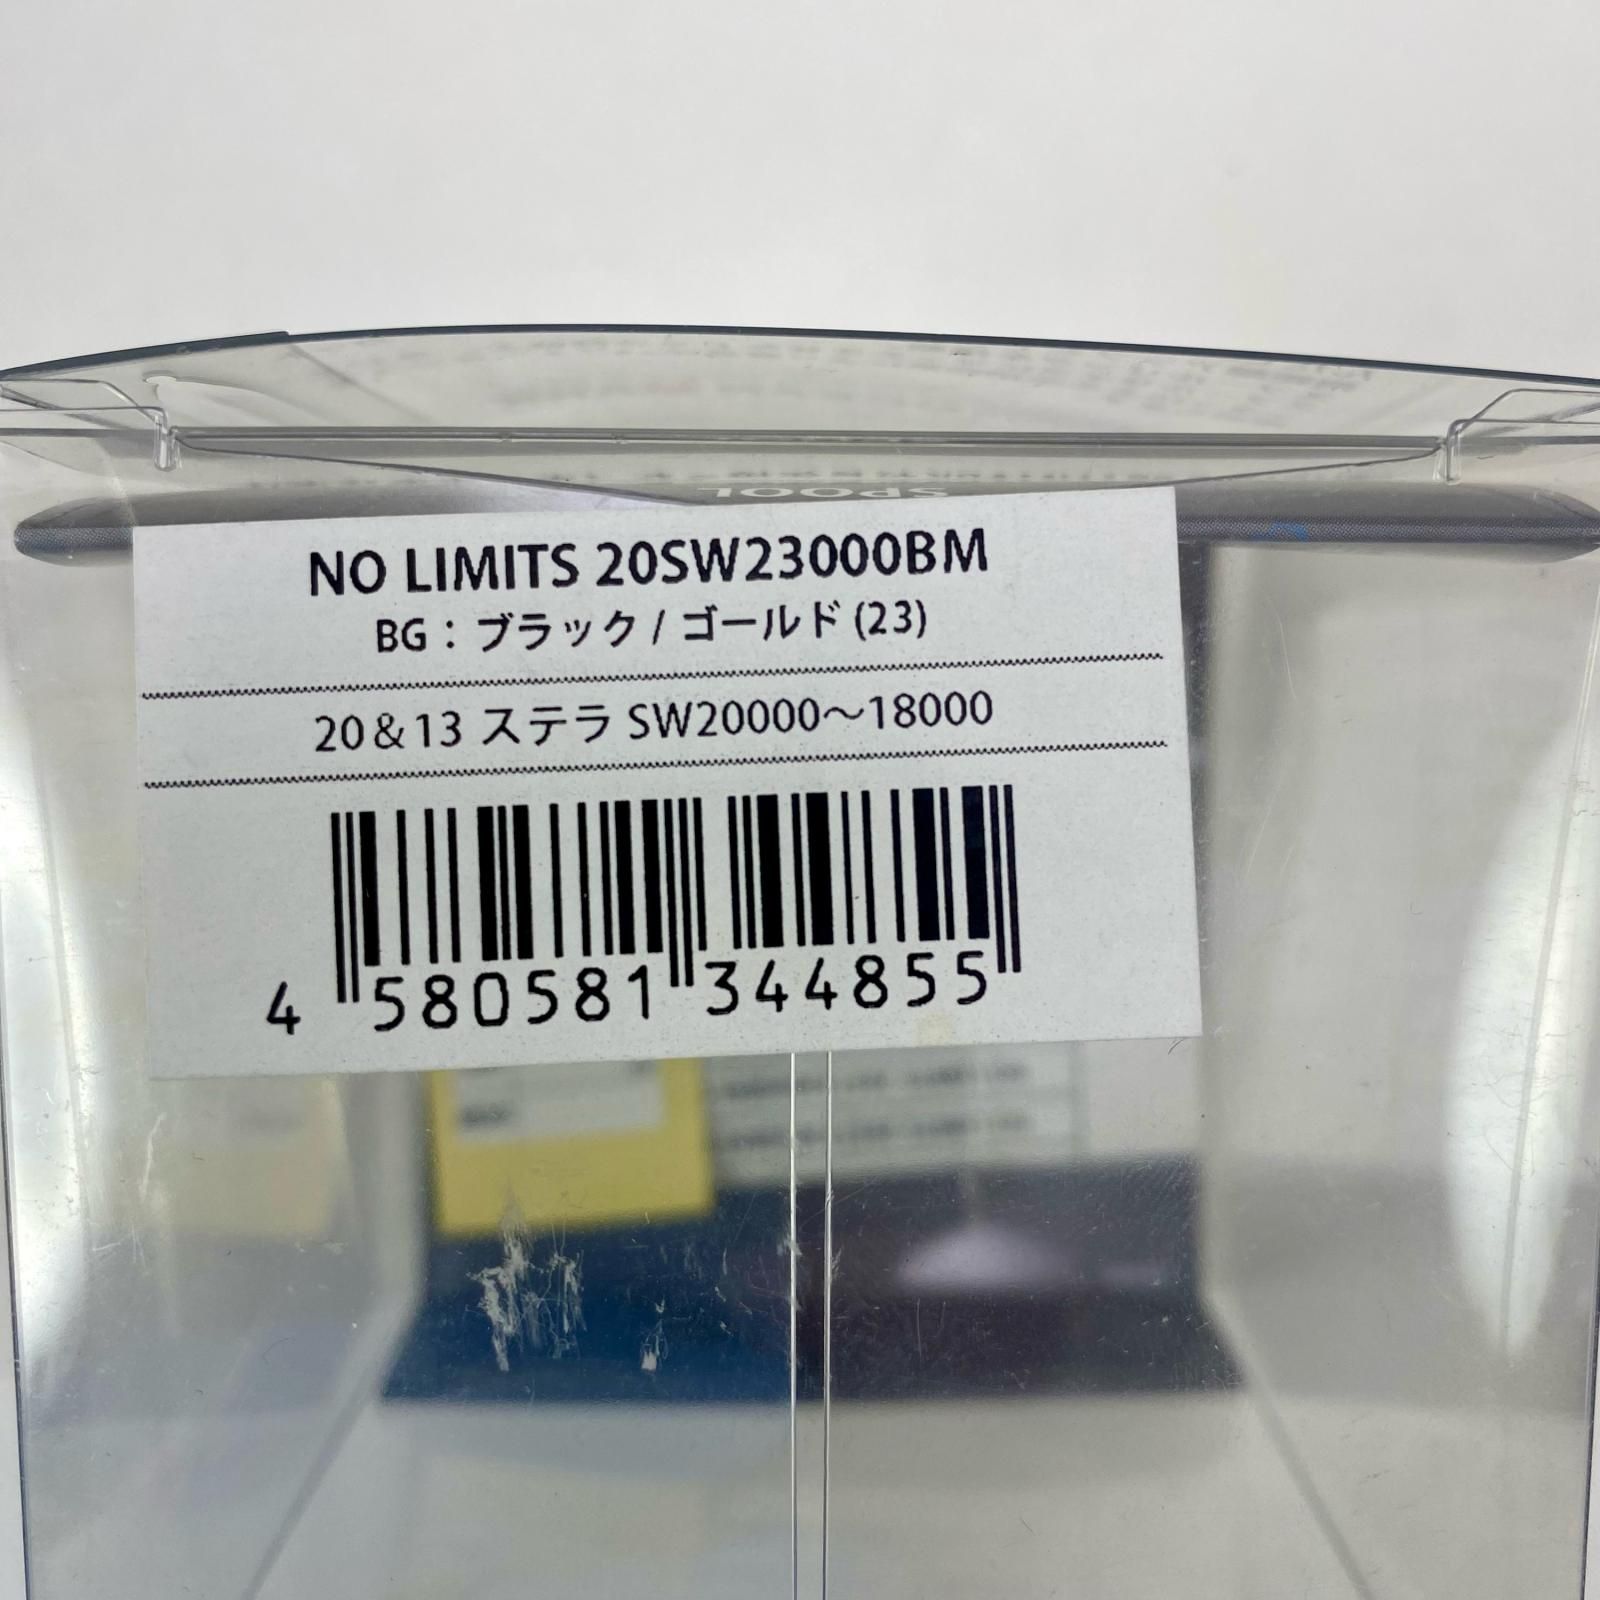 SPOOL
NO LIMITS 20SW23000BM
BG：ブラック / ゴールド (23)
20＆13 ステラ SW20000～18000
4 580581 344855